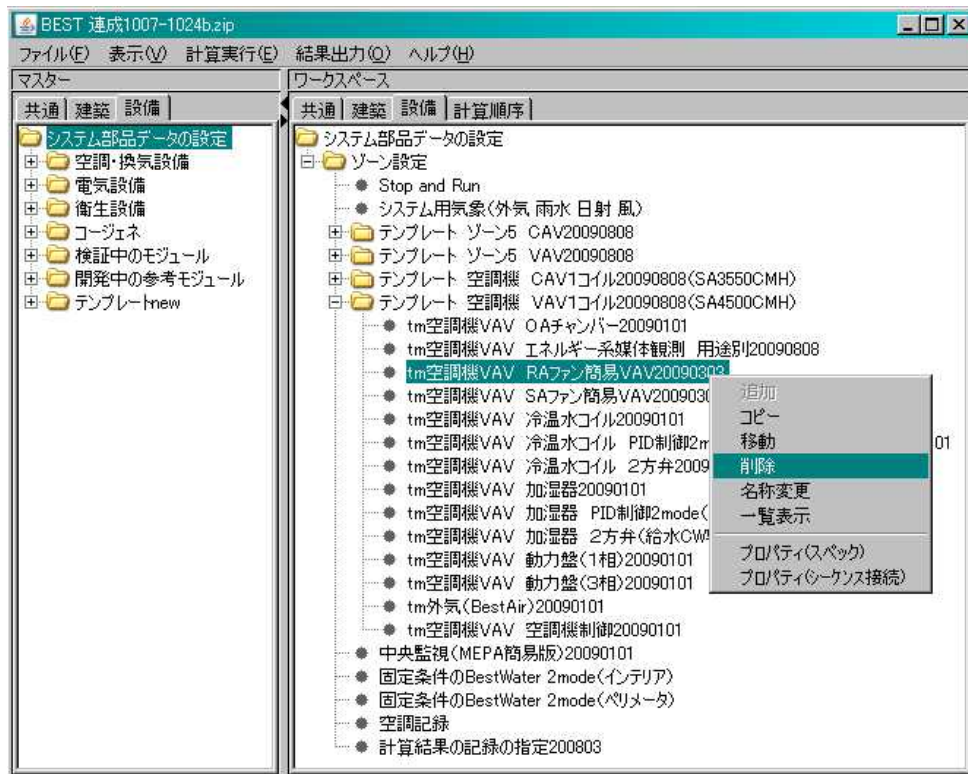 BEST 連成1007-1024b.zip
ファイル(F) 表示(V) 計算実行(E) 結果出力(O) ヘルプ(H)
マスター
共通 建築 設備
システム部品データの設定
空調・換気設備
電気設備
衛生設備
コージェネ
検証中のモジュール
開発中の参考モジュール
テンプレートnew
ワークスペース
共通 建築 設備 計算順序
システム部品データの設定
ゾーン設定
Stop and Run
システム用気象(外気 雨水 日射 風)
テンプレート ゾーン5 CAV20090808
テンプレート ゾーン5 VAV20090808
テンプレート 空調機 CAV1コイル20090808(SA3550CMH)
テンプレート 空調機 VAV1コイル20090808(SA4500CMH)
tm空調機VAV OAチャンバー20090101
tm空調機VAV エネルギー系媒体観測 用途別20090808
tm空調機VAV RAファン簡易VAV20090303
tm空調機VAV SAファン簡易VAV2009030
tm空調機VAV 冷温水コイル20090101
tm空調機VAV 冷温水コイル PID制御2m 01
tm空調機VAV 冷温水コイル 2方弁2009
tm空調機VAV 加湿器20090101
tm空調機VAV 加湿器 PID制御2mode(
tm空調機VAV 加湿器 2方弁(給水CW
tm空調機VAV 動力盤(1相)20090101
tm空調機VAV 動力盤(3相)20090101
tm外気(BestAir)20090101
tm空調機VAV 空調機制御20090101
中央監視(MEPA簡易版)20090101
固定条件のBestWater 2mode(インテリア)
固定条件のBestWater 2mode(ペリメータ)
空調記録
計算結果の記録の指定200803
追加
コピー
移動
削除
名称変更
一覧表示
プロパティ(スペック)
プロパティ(シーケンス接続)